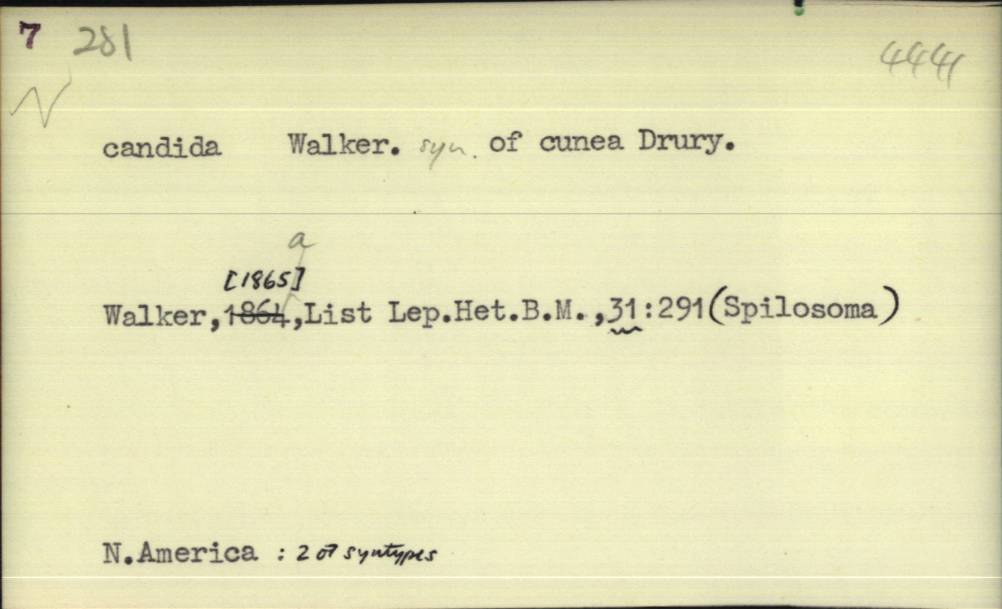 7 281
4441
N
candida Walker. syn. of cunea Drury.
a
[1865]
Walker,1864,List Lep.Het.B.M.,31:291(Spilosoma)
N.America : 2 ♂ syntypes